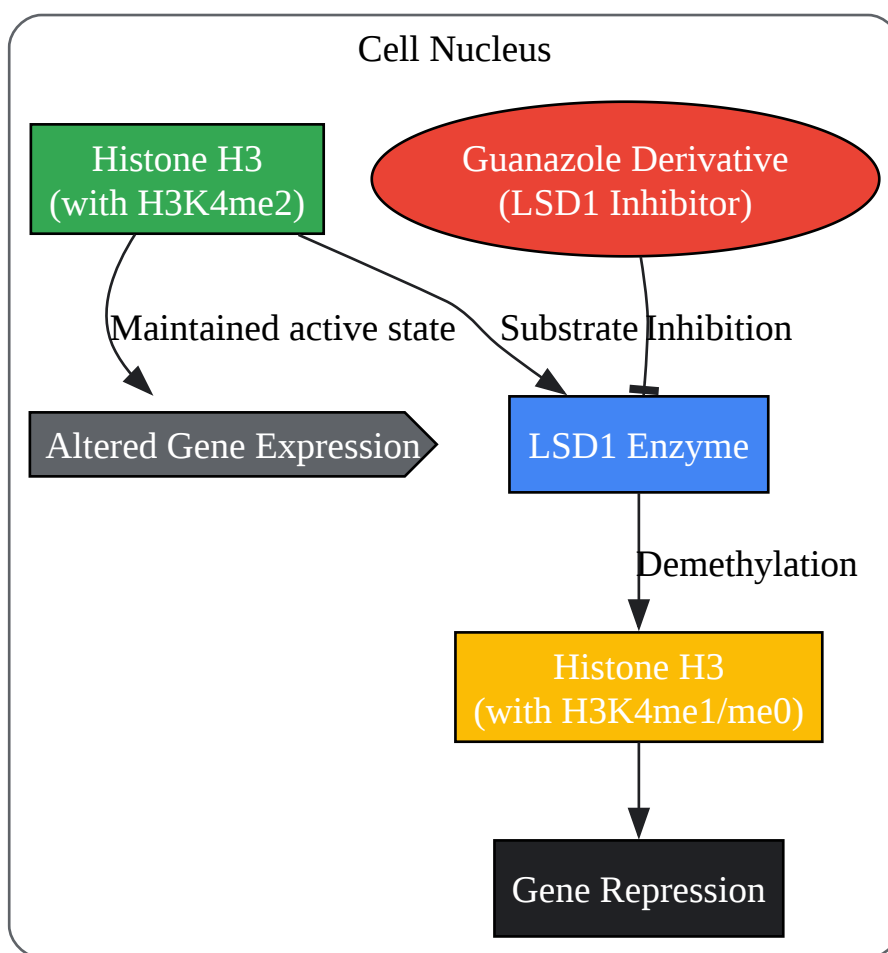 Cell Nucleus
Histone H3
(with H3K4me2)
Guanazole Derivative
(LSD1 Inhibitor)
Maintained active state
Substrate
Inhibition
Altered Gene Expression
LSD1 Enzyme
Demethylation
Histone H3
(with H3K4me1/me0)
Gene Repression